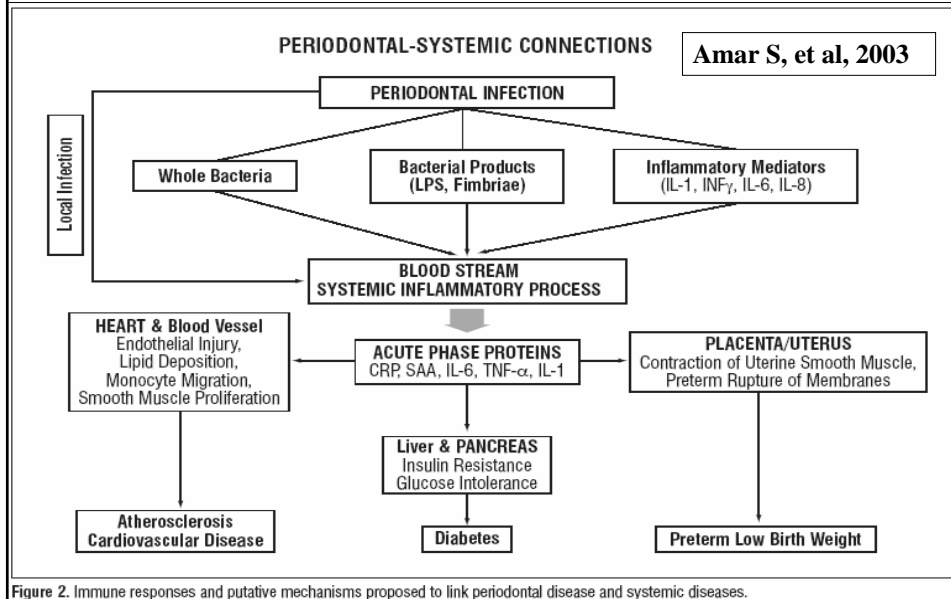 PERIODONTAL-SYSTEMIC CONNECTIONS
Amar S, et al, 2003
PERIODONTAL INFECTION
Local Infection
Whole Bacteria
Bacterial Products
(LPS, Fimbriae)
Inflammatory Mediators
(IL-1, INFγ, IL-6, IL-8)
BLOOD STREAM
SYSTEMIC INFLAMMATORY PROCESS
HEART & Blood Vessel
Endothelial Injury,
Lipid Deposition,
Monocyte Migration,
Smooth Muscle Proliferation
ACUTE PHASE PROTEINS
CRP, SAA, IL-6, TNF-α, IL-1
PLACENTA/UTERUS
Contraction of Uterine Smooth Muscle,
Preterm Rupture of Membranes
Liver & PANCREAS
Insulin Resistance
Glucose Intolerance
Atherosclerosis
Cardiovascular Disease
Diabetes
Preterm Low Birth Weight
Figure 2. Immune responses and putative mechanisms proposed to link periodontal disease and systemic diseases.